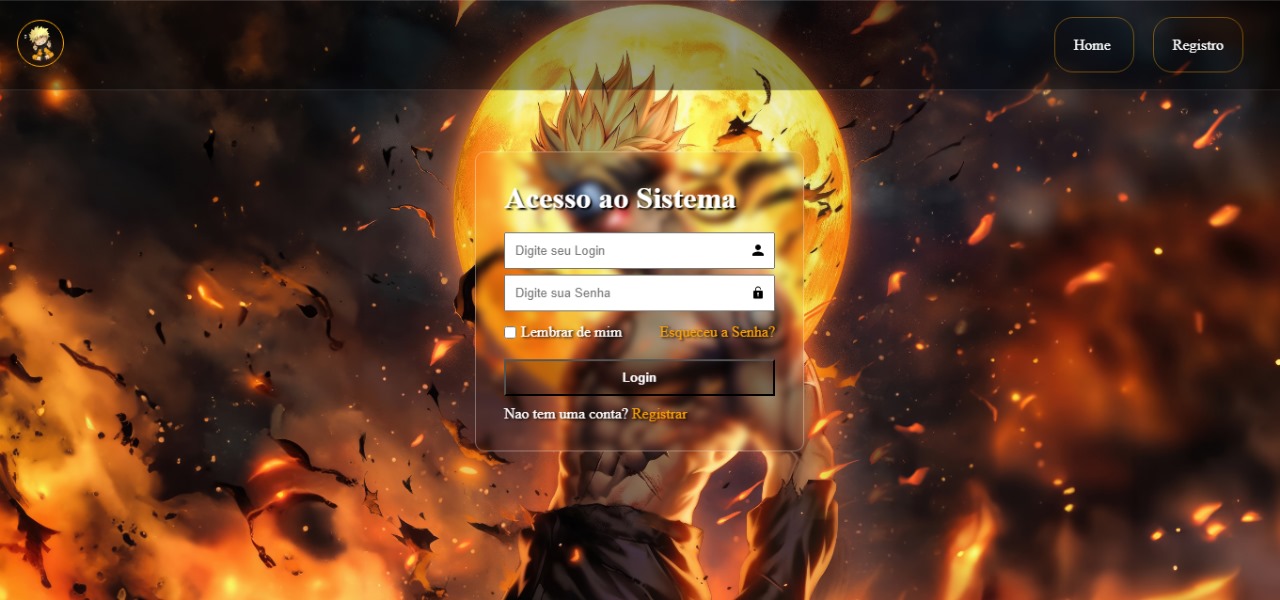 Home
Registro
Acesso ao Sistema
Digite seu Login
Digite sua Senha
Lembrar de mim Esqueceu a Senha?
Login
Nao tem uma conta? Registrar